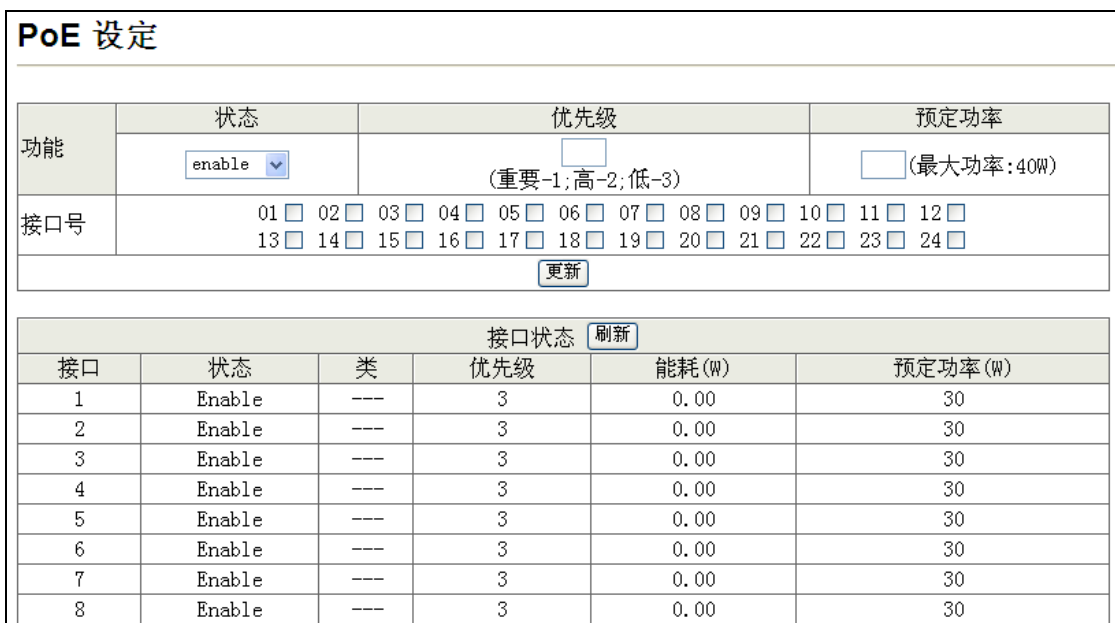 PoE 设定
功能 状态 优先级 预定功率
enable (重要-1;高-2;低-3) (最大功率:40W)
接口号 01 02 03 04 05 06 07 08 09 10 11 12
13 14 15 16 17 18 19 20 21 22 23 24
更新
接口状态 刷新
接口 状态 类 优先级 能耗(W) 预定功率(W)
1 Enable --- 3 0.00 30
2 Enable --- 3 0.00 30
3 Enable --- 3 0.00 30
4 Enable --- 3 0.00 30
5 Enable --- 3 0.00 30
6 Enable --- 3 0.00 30
7 Enable --- 3 0.00 30
8 Enable --- 3 0.00 30